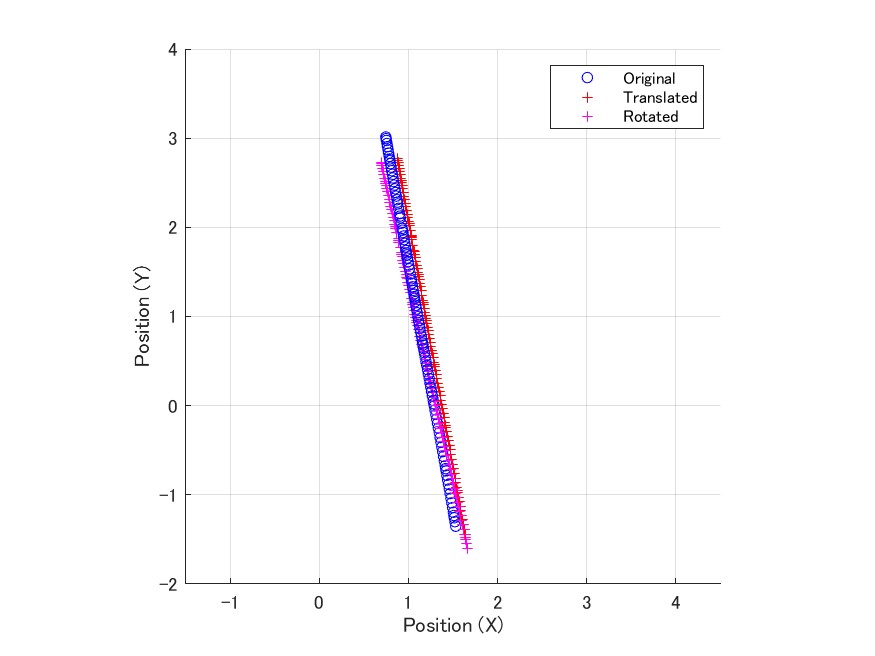 4
3
2
1
0
−1
−2
−1
0
1
2
3
4
Position (X)
Position (Y)
Original
Translated
Rotated